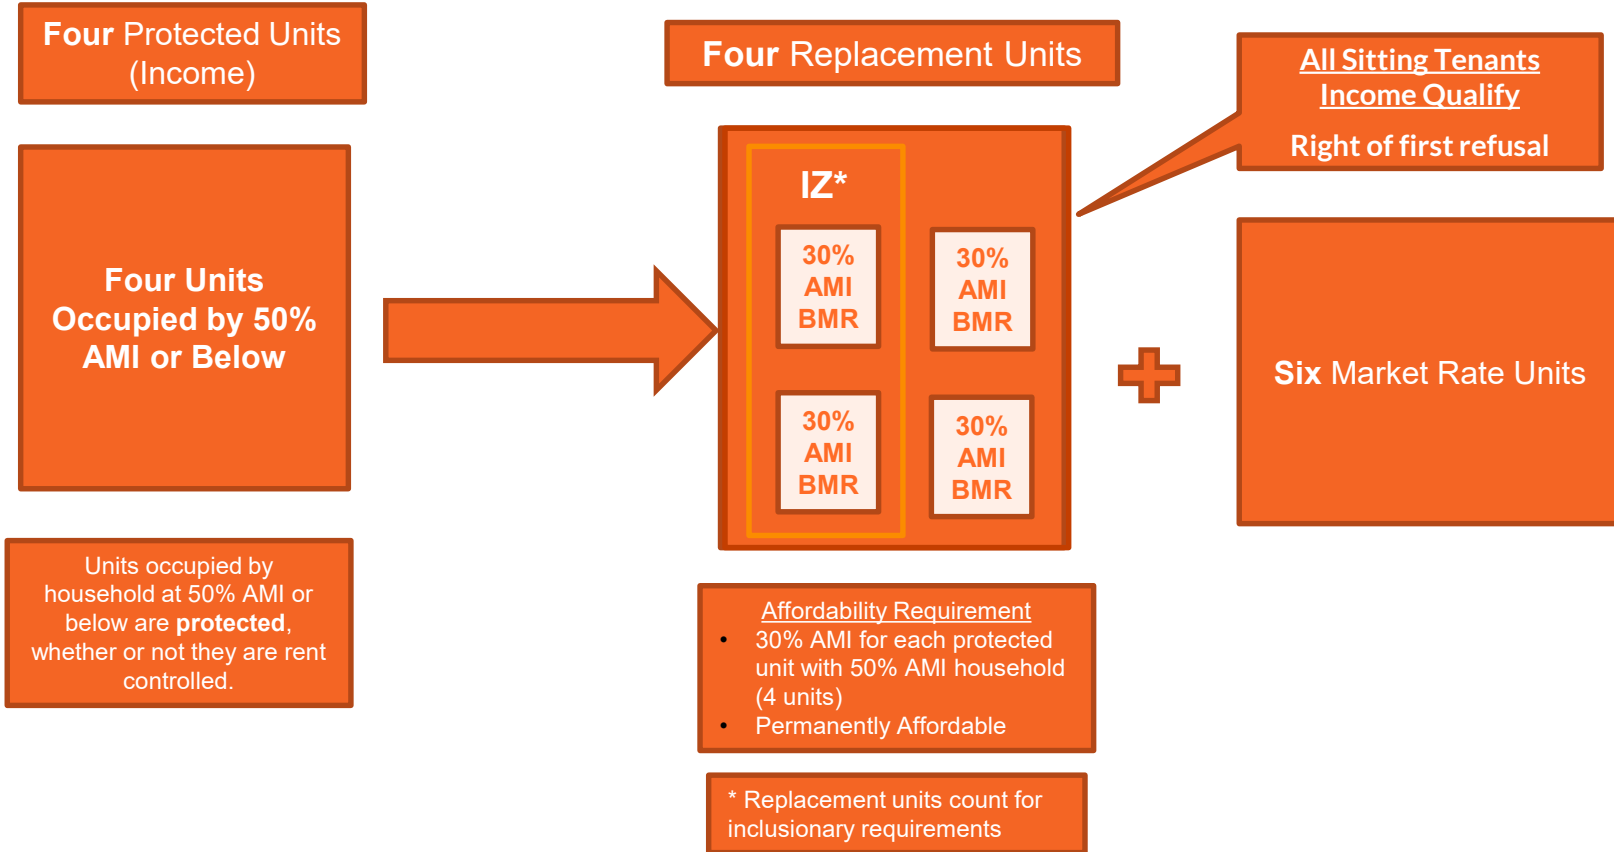 Four Protected Units
(Income)
Four Units
Occupied by 50%
AMI or Below
Units occupied by
household at 50% AMI or
below are protected,
whether or not they are rent
controlled.
Four Replacement Units
IZ*
30%
AMI
BMR
30%
AMI
BMR
30%
AMI
BMR
30%
AMI
BMR
Affordability Requirement
• 30% AMI for each protected
unit with 50% AMI household
(4 units)
• Permanently Affordable
* Replacement units count for
inclusionary requirements
All Sitting Tenants
Income Qualify
Right of first refusal
Six Market Rate Units